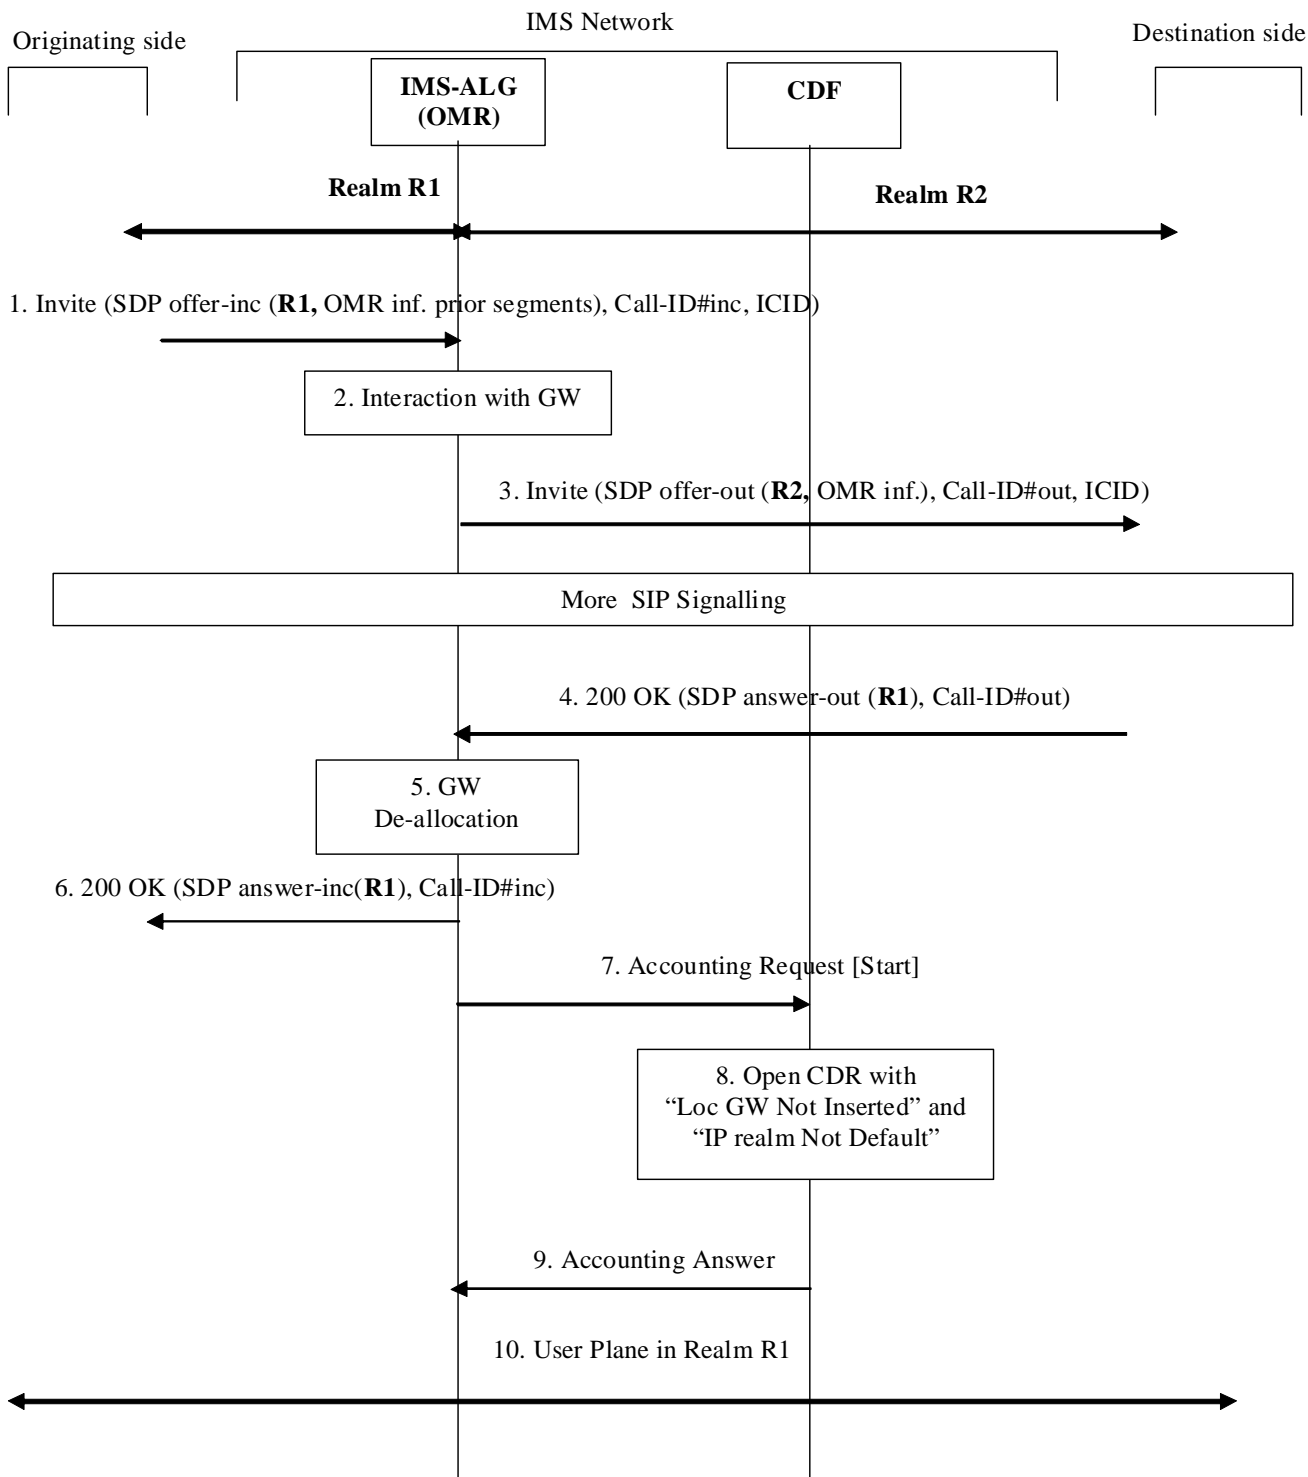 IMS Network
Originating side
Destination side
IMS-ALG
(OMR)
CDF
Realm R1
Realm R2
1. Invite (SDP offer-inc (R1, OMR inf. prior segments), Call-ID#inc, ICID)
2. Interaction with GW
3. Invite (SDP offer-out (R2, OMR inf.), Call-ID#out, ICID)
More SIP Signalling
4. 200 OK (SDP answer-out (R1), Call-ID#out)
5. GW
De-allocation
6. 200 OK (SDP answer-inc(R1), Call-ID#inc)
7. Accounting Request [Start]
8. Open CDR with
“Loc GW Not Inserted” and
“IP realm Not Default”
9. Accounting Answer
10. User Plane in Realm R1